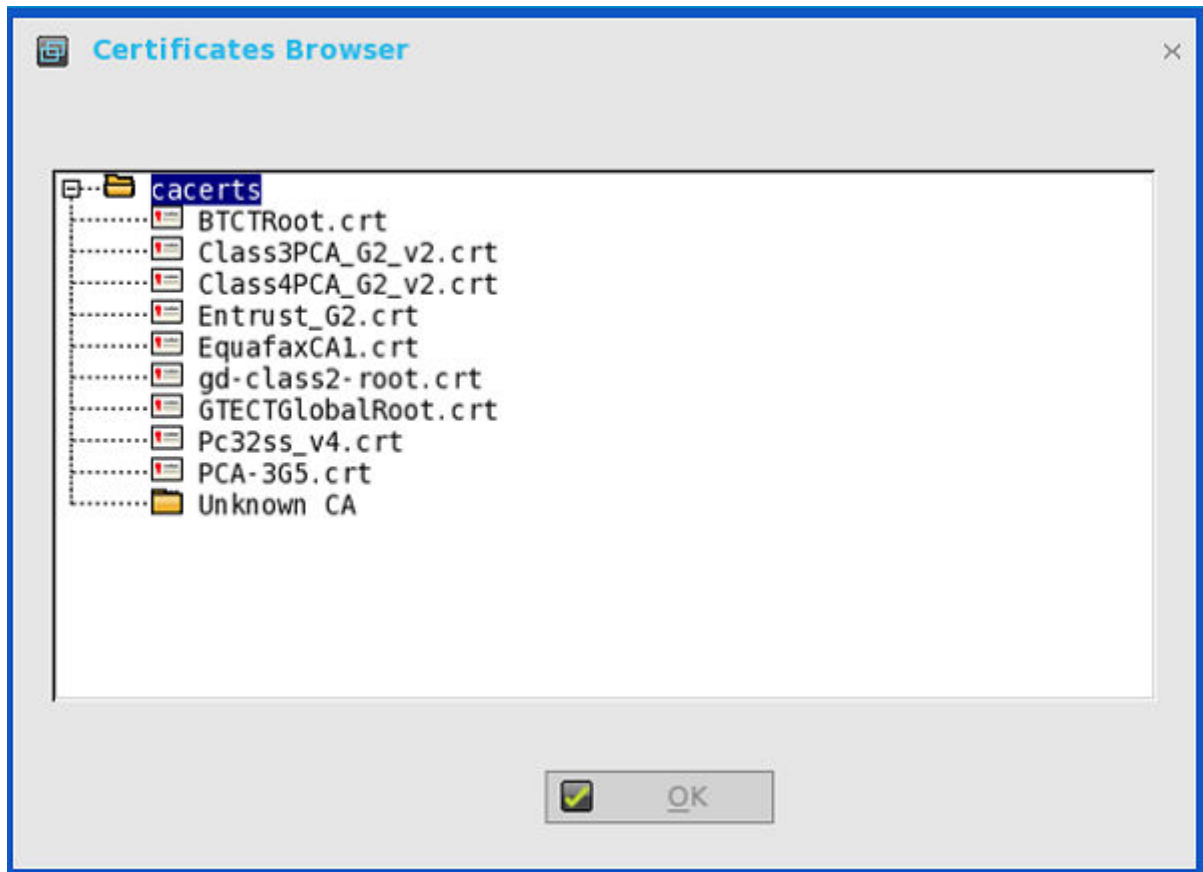 Certificates Browser
cacerts
BTCTRoot.crt
Class3PCA_G2_v2.crt
Class4PCA_G2_v2.crt
Entrust_G2.crt
EquafaxCA1.crt
gd-class2-root.crt
GTECTGlobalRoot.crt
Pc32ss_v4.crt
PCA-3G5.crt
Unknown CA
OK